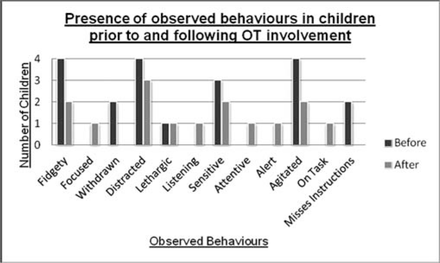 Presence of observed behaviours in children
prior to and following OT involvement
Number of Children
4
3
2
1
0
Fidgety
Focused
Withdrawn
Distracted
Lethargic
Listening
Sensitive
Attentive
Alert
Agitated
On Task
Misses Instructions
Observed Behaviours
Before
After